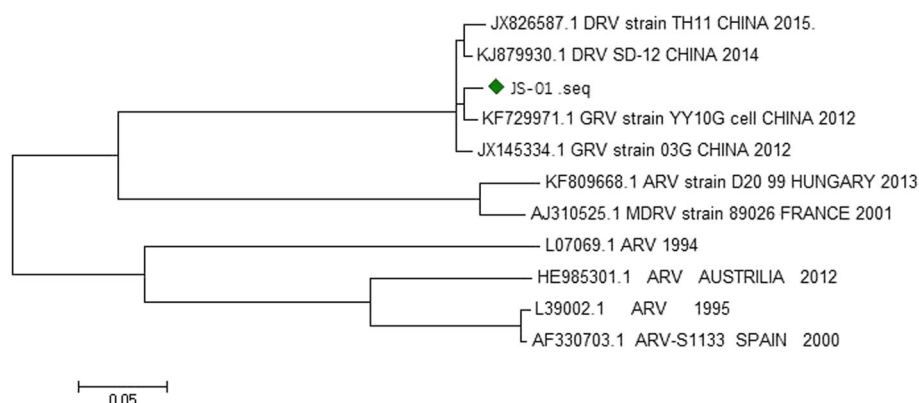 JX826587.1 DRV strain TH11 CHINA 2015.
KJ879930.1 DRV SD-12 CHINA 2014
JS-01 .seq
KF729971.1 GRV strain YY10G cell CHINA 2012
JX145334.1 GRV strain 03G CHINA 2012
KF809668.1 ARV strain D20 99 HUNGARY 2013
AJ310525.1 MDRV strain 89026 FRANCE 2001
L07069.1 ARV 1994
HE985301.1 ARV AUSTRILIA 2012
L39002.1 ARV 1995
AF330703.1 ARV-S1133 SPAIN 2000
0.05